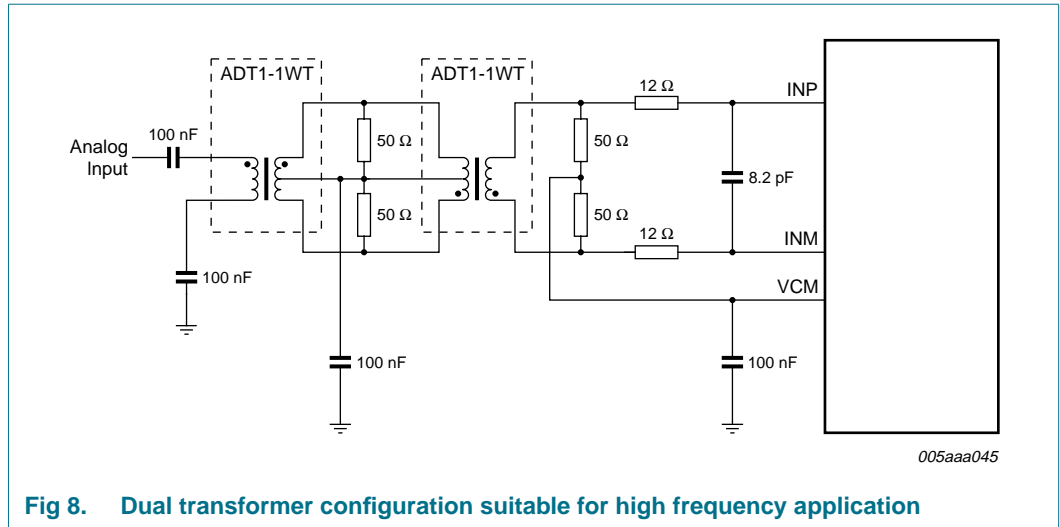 ADT1-1WT
ADT1-1WT
100 nF
Analog
Input
50 Ω
50 Ω
100 nF
100 nF
50 Ω
50 Ω
12 Ω
12 Ω
8.2 pF
INP
INM
VCM
100 nF
005aaa045
Fig 8. Dual transformer configuration suitable for high frequency application